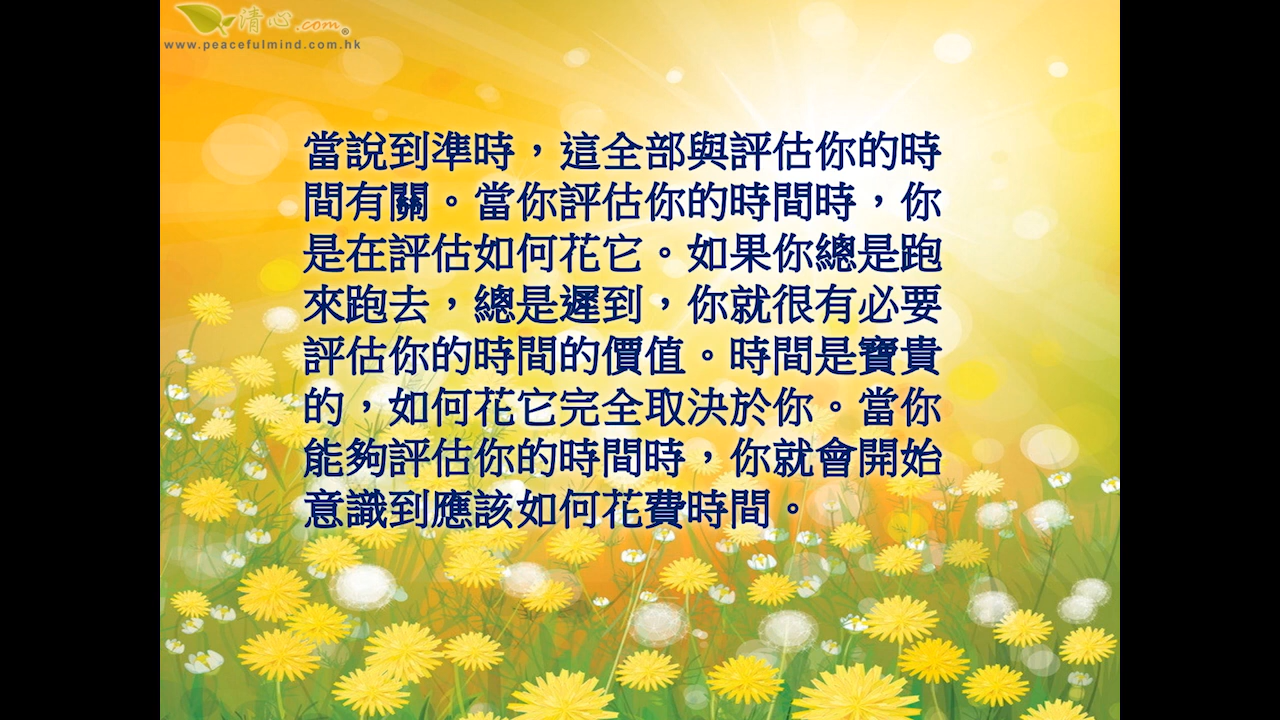 清心.com®
www.peacefulmind.com.hk
當說到準時，這全部與評估你的時
間有關。當你評估你的時間時，你
是在評估如何花它。如果你總是跑
來跑去，總是遲到，你就很有必要
評估你的時間的價值。時間是寶貴
的，如何花它完全取決於你。當你
能夠評估你的時間時，你就會開始
意識到應該如何花費時間。